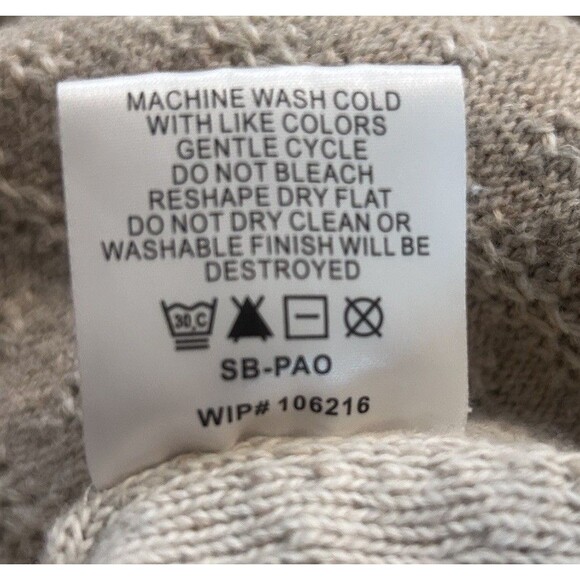 MACHINE WASH COLD
WITH LIKE COLORS
GENTLE CYCLE
DO NOT BLEACH
RESHAPE DRY FLAT
DO NOT DRY CLEAN OR
WASHABLE FINISH WILL BE
DESTROYED
30.C
SB-PAO
WIP# 106216